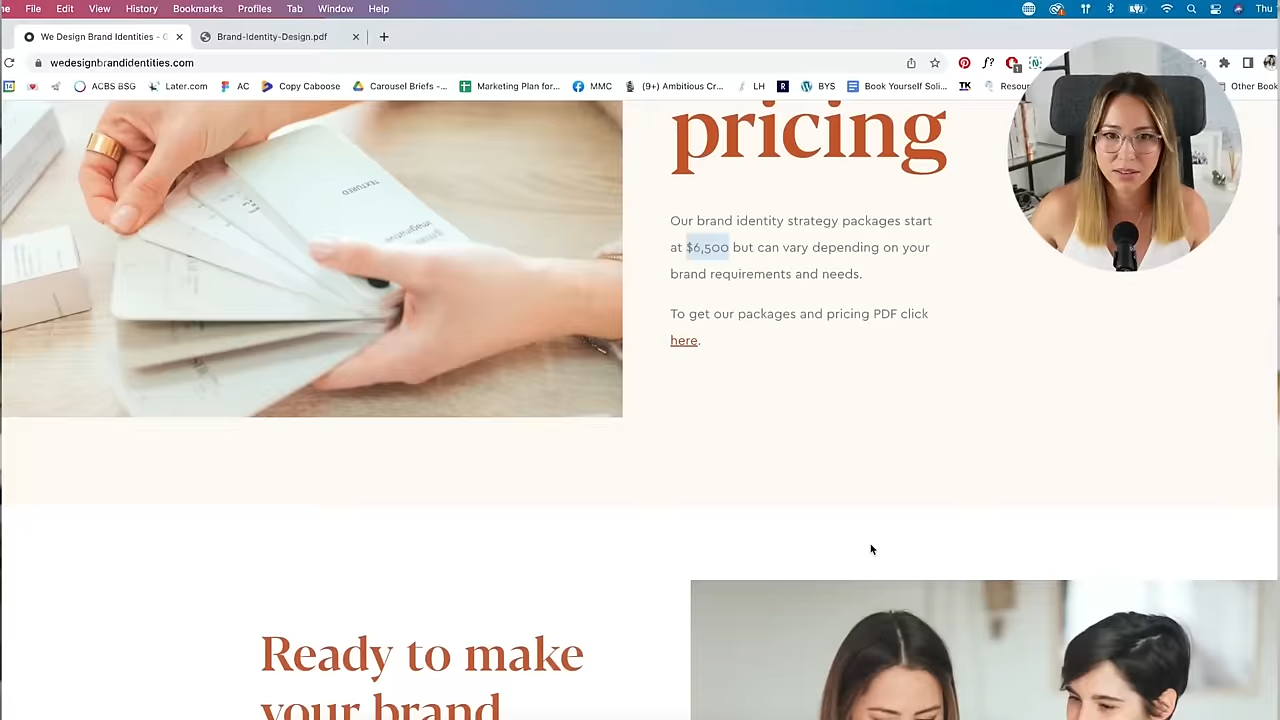 File Edit View History Bookmarks Profiles Tab Window Help Thu
We Design Brand Identities - G
Brand-Identity-Design.pdf
wedesignbrandidentities.com
ACBS BSG Later.com AC Copy Caboose Carousel Briefs -... Marketing Plan for... MMC (9+) Ambitious Cr... LH BYS Book Yourself Soli... TK Resour Other Book
pricing
Our brand identity strategy packages start
at $6,500 but can vary depending on your
brand requirements and needs.
To get our packages and pricing PDF click
here.
TEXTURED
Ready to make
your brand